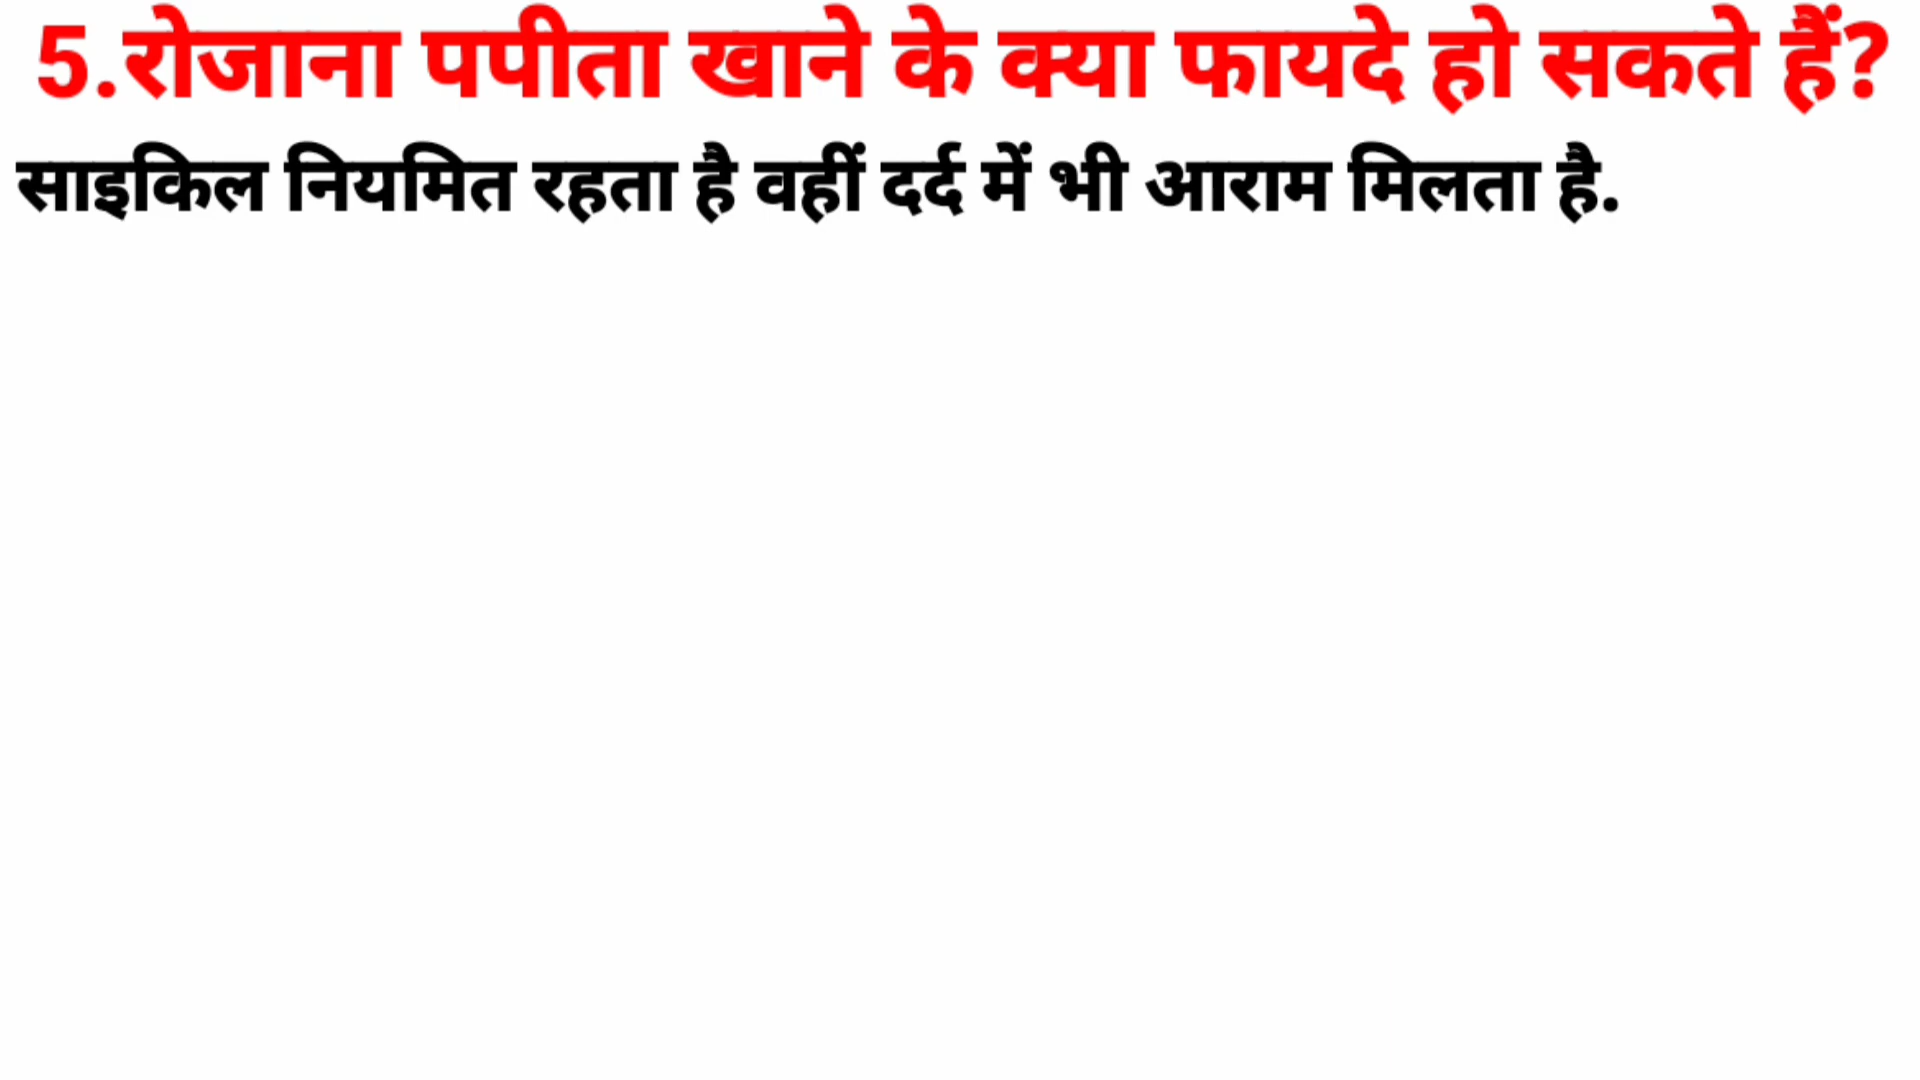 5.रोजाना पपीता खाने के क्या फायदे हो सकते हैं?
साइकिल नियमित रहता है वहीं दर्द में भी आराम मिलता है.